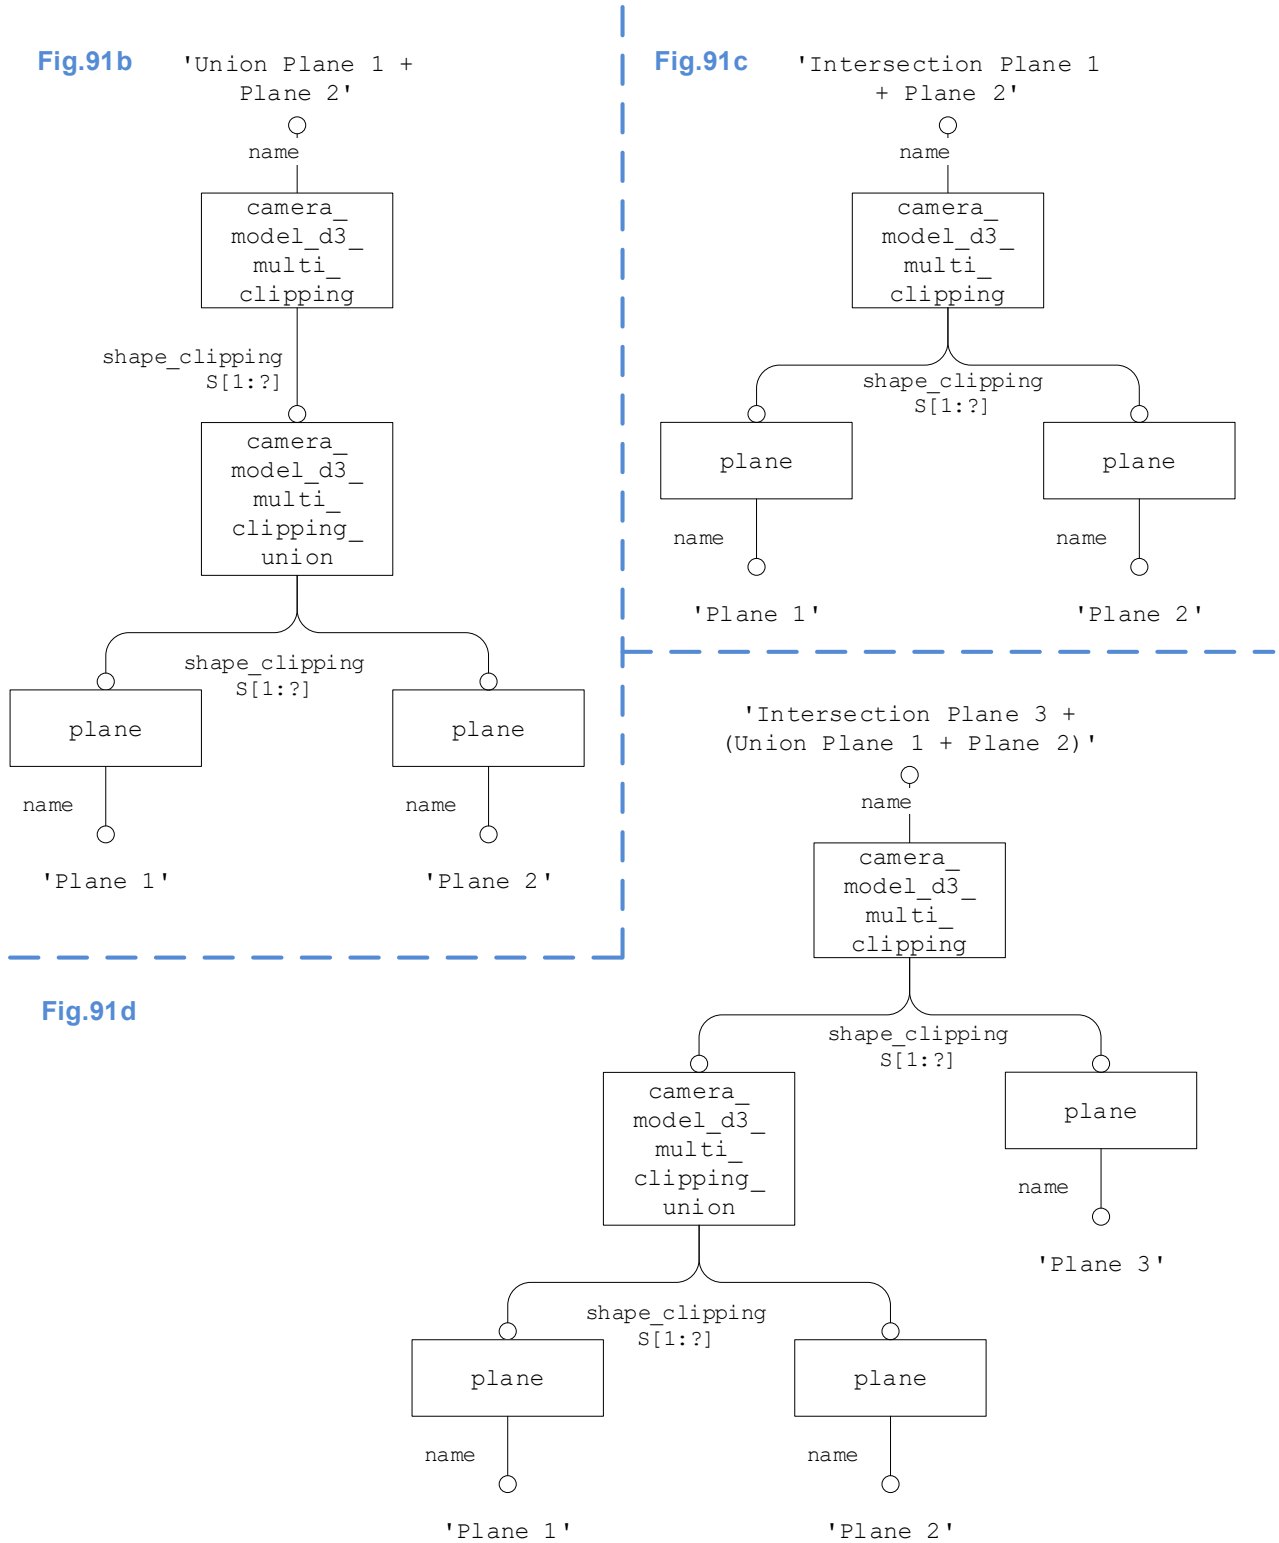 Fig.91b
'Union Plane 1 +
Plane 2'
name
camera_
model_d3_
multi_
clipping
shape_clipping
S[1:?]
camera_
model_d3_
multi_
clipping_
union
shape_clipping
S[1:?]
plane
plane
name
name
'Plane 1'
'Plane 2'
Fig.91c
'Intersection Plane 1
+ Plane 2'
name
camera_
model_d3_
multi_
clipping
shape_clipping
S[1:?]
plane
plane
name
name
'Plane 1'
'Plane 2'
Fig.91d
'Intersection Plane 3 +
(Union Plane 1 + Plane 2)'
name
camera_
model_d3_
multi_
clipping
shape_clipping
S[1:?]
camera_
model_d3_
multi_
clipping_
union
plane
name
'Plane 3'
shape_clipping
S[1:?]
plane
plane
name
name
'Plane 1'
'Plane 2'